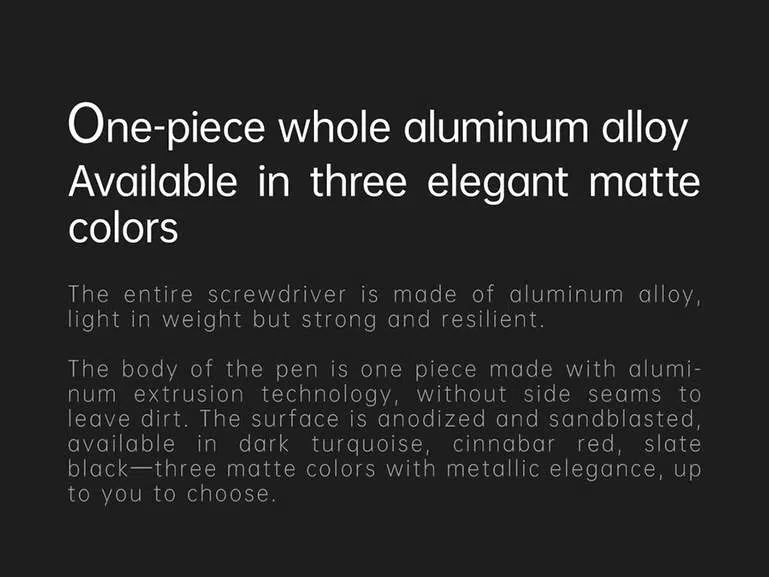 One-piece whole aluminum alloy
Available in three elegant matte
colors
The entire screwdriver is made of aluminum alloy,
light in weight but strong and resilient.
The body of the pen is one piece made with alumi-
num extrusion technology, without side seams to
leave dirt. The surface is anodized and sandblasted,
available in dark turquoise, cinnabar red, slate
black—three matte colors with metallic elegance, up
to you to choose.